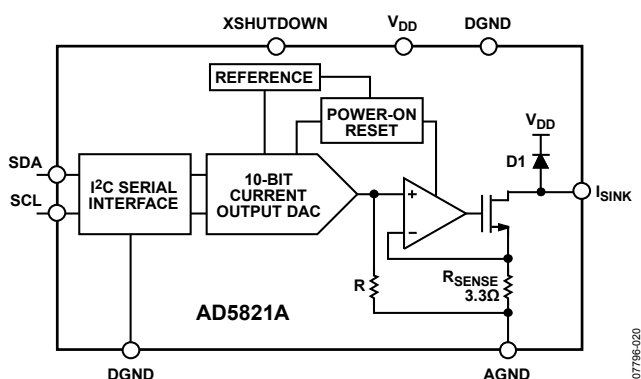 XSHUTDOWN
V_DD
DGND
REFERENCE
POWER-ON
RESET
V_DD
D1
SDA
SCL
I²C SERIAL
INTERFACE
10-BIT
CURRENT
OUTPUT DAC
+
−
I_SINK
R
R_SENSE
3.3Ω
AD5821A
DGND
AGND
07796-020